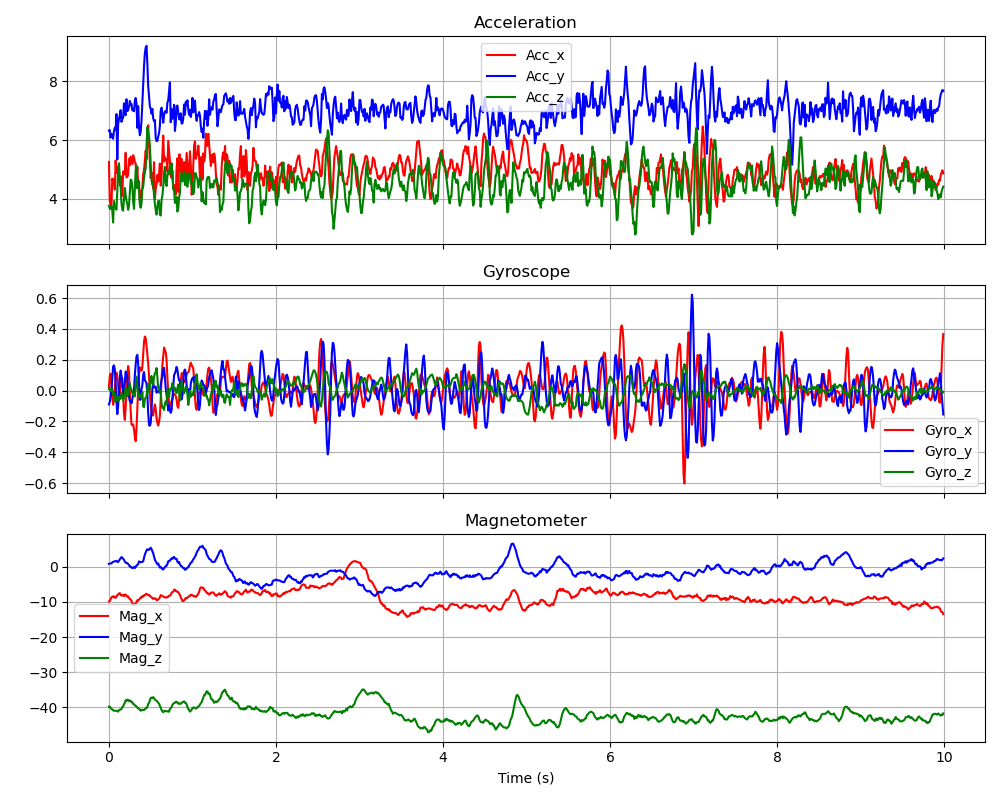 Acceleration
8
6
4
Acc_x
Acc_y
Acc_z
Gyroscope
0.6
0.4
0.2
0.0
−0.2
−0.4
−0.6
Gyro_x
Gyro_y
Gyro_z
Magnetometer
0
−10
−20
−30
−40
Mag_x
Mag_y
Mag_z
0 2 4 6 8 10
Time (s)